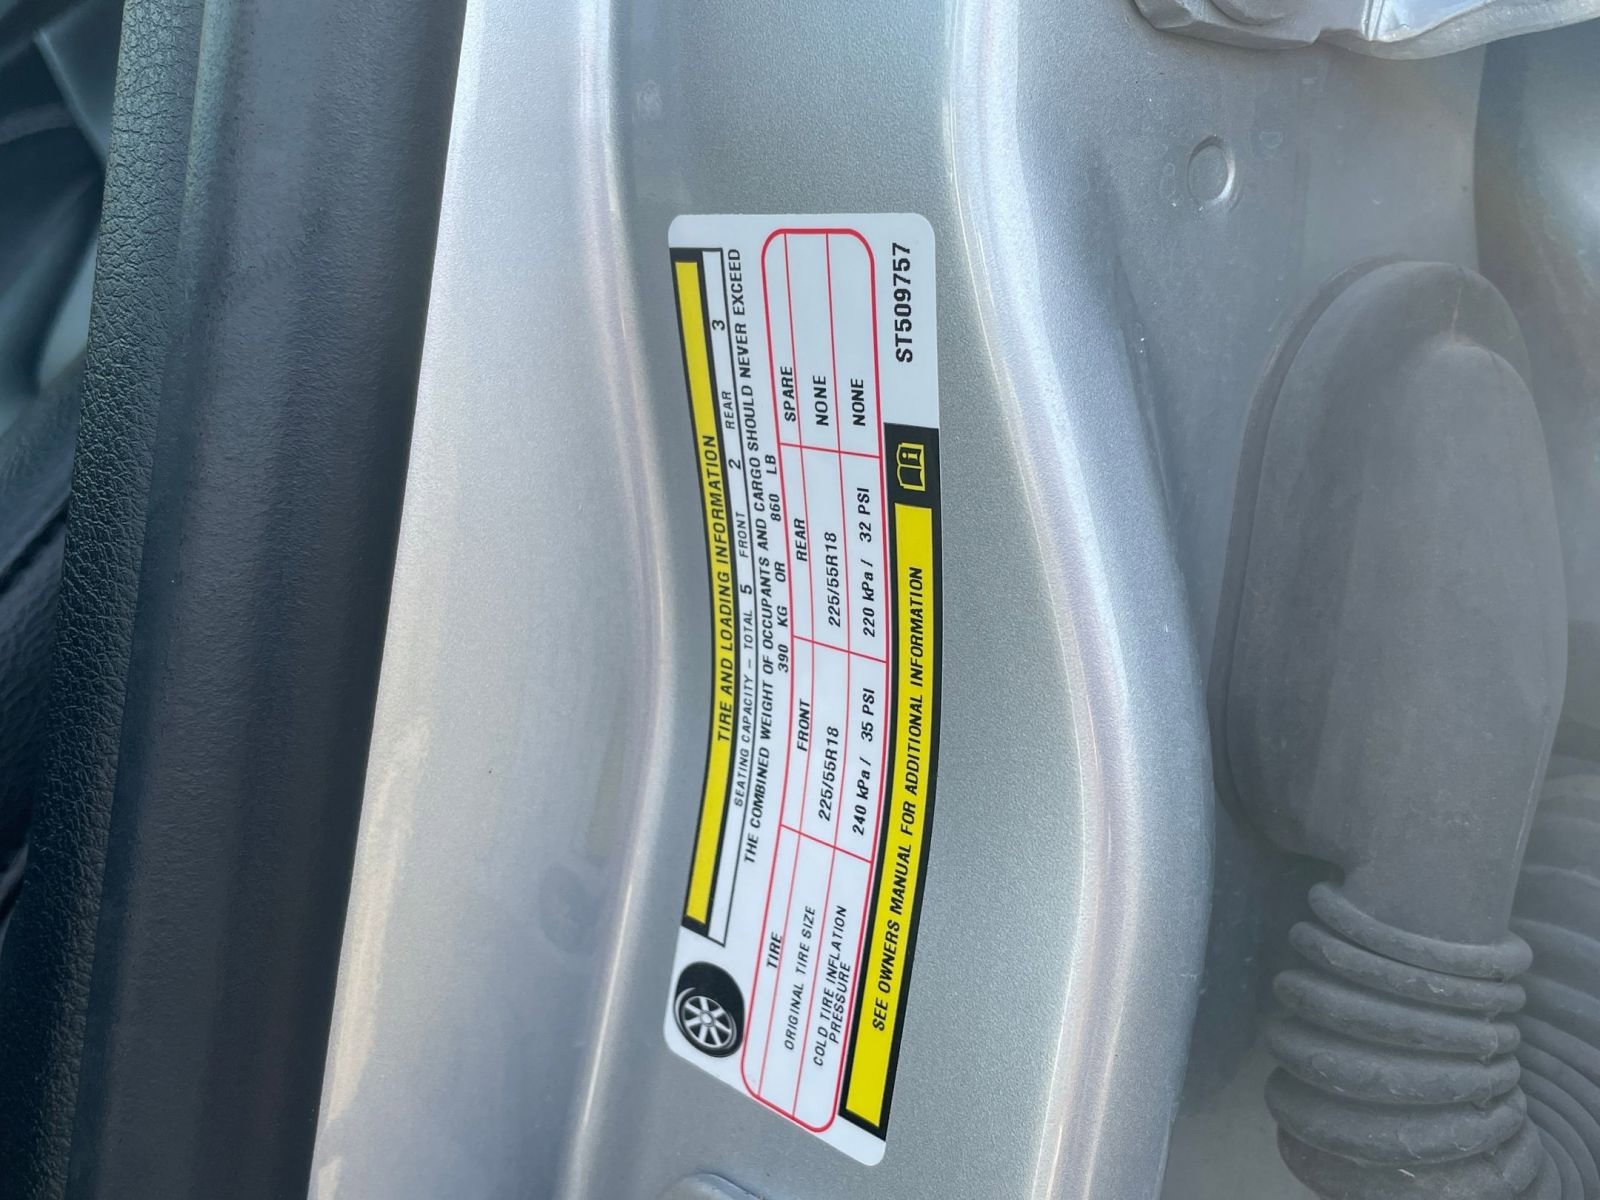 TIRE AND LOADING INFORMATION
SEATING CAPACITY – TOTAL 5 FRONT 2 REAR 3
THE COMBINED WEIGHT OF OCCUPANTS AND CARGO SHOULD NEVER EXCEED
390 KG OR 860 LB
TIRE FRONT REAR SPARE
ORIGINAL TIRE SIZE 225/55R18 225/55R18 NONE
COLD TIRE INFLATION
PRESSURE 240 kPa / 35 PSI 220 kPa / 32 PSI NONE
SEE OWNERS MANUAL FOR ADDITIONAL INFORMATION
ST509757